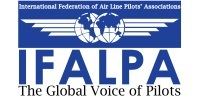 International Federation of Air Line Pilots' Associations
IFALPA
The Global Voice of Pilots